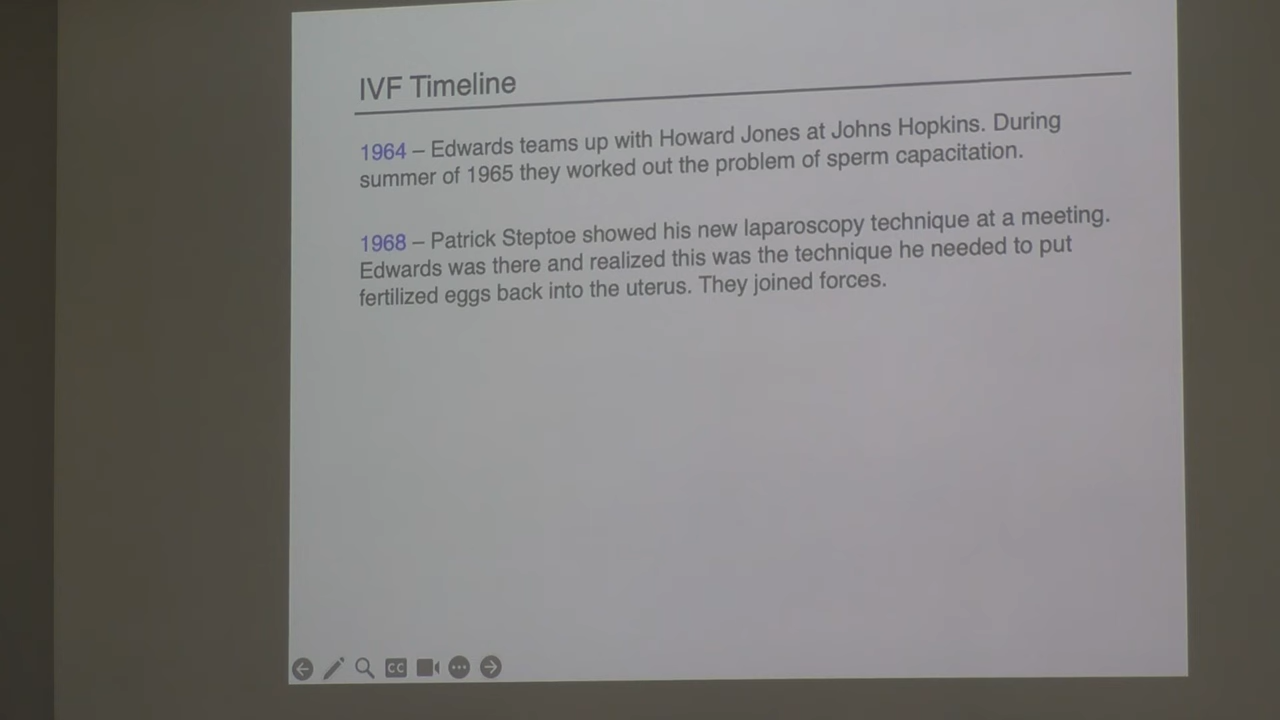 IVF Timeline
1964 – Edwards teams up with Howard Jones at Johns Hopkins. During
summer of 1965 they worked out the problem of sperm capacitation.
1968 – Patrick Steptoe showed his new laparoscopy technique at a meeting.
Edwards was there and realized this was the technique he needed to put
fertilized eggs back into the uterus. They joined forces.
CC